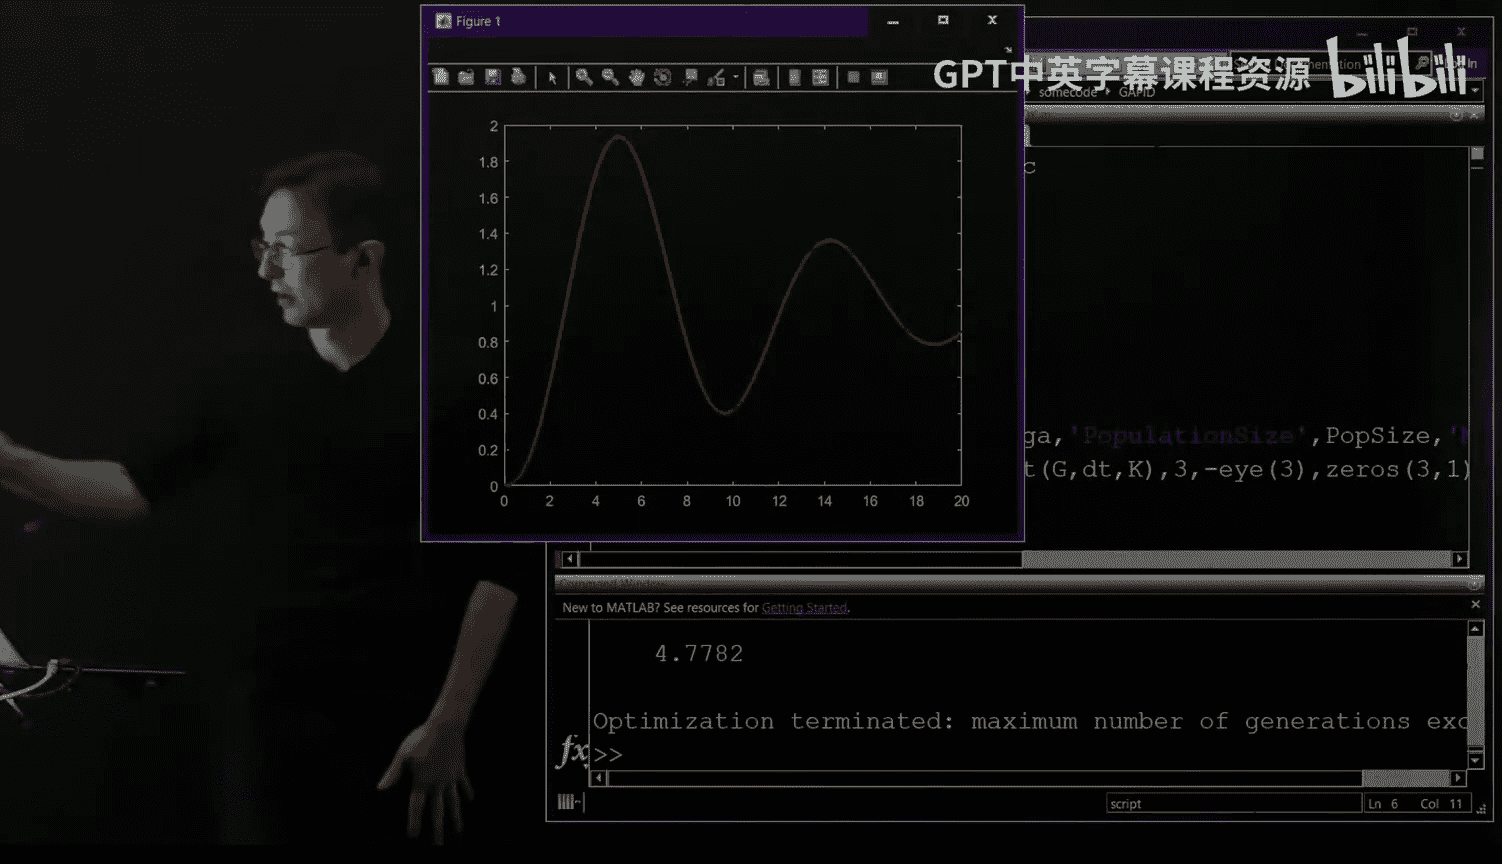 Figure 1
GPT中英字幕课程资源 bilibili
somecode GAPID
2
1.8
1.6
1.4
1.2
1
0.8
0.6
0.4
0.2
0
0 2 4 6 8 10 12 14 16 18 20
ga,'PopulationSize',PopSize,'
t(G,dt,K),3,-eye(3),zeros(3,1)
New to MATLAB? See resources for Getting Started.
4.7782
Optimization terminated: maximum number of generations exc
fx >>
script Ln 6 Col 11